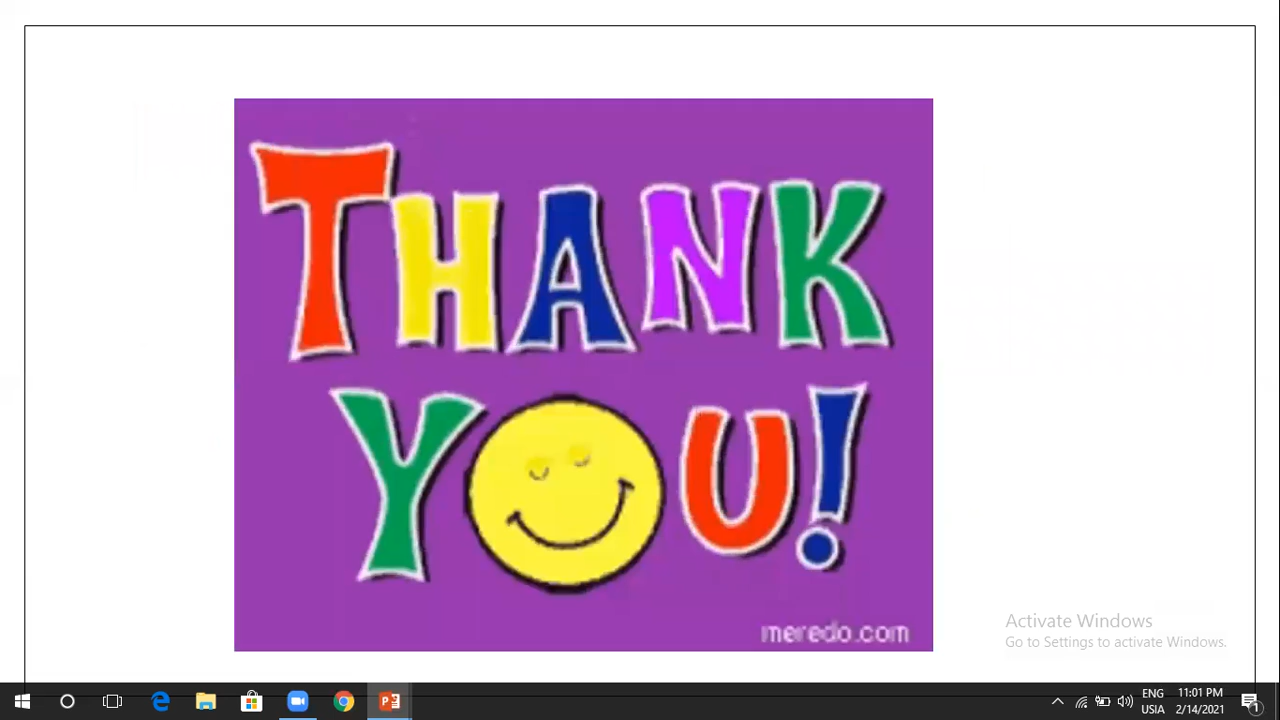 THANK
YOU!
meredo.com
Activate Windows
Go to Settings to activate Windows.
ENG 11:01 PM
USIA 2/14/2021
1